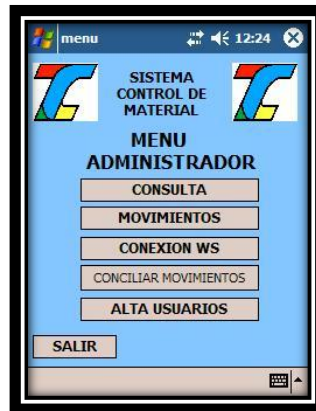 menu 12:24
SISTEMA
CONTROL DE
MATERIAL
MENU
ADMINISTRADOR
CONSULTA
MOVIMIENTOS
CONEXION WS
CONCILIAR MOVIMIENTOS
ALTA USUARIOS
SALIR